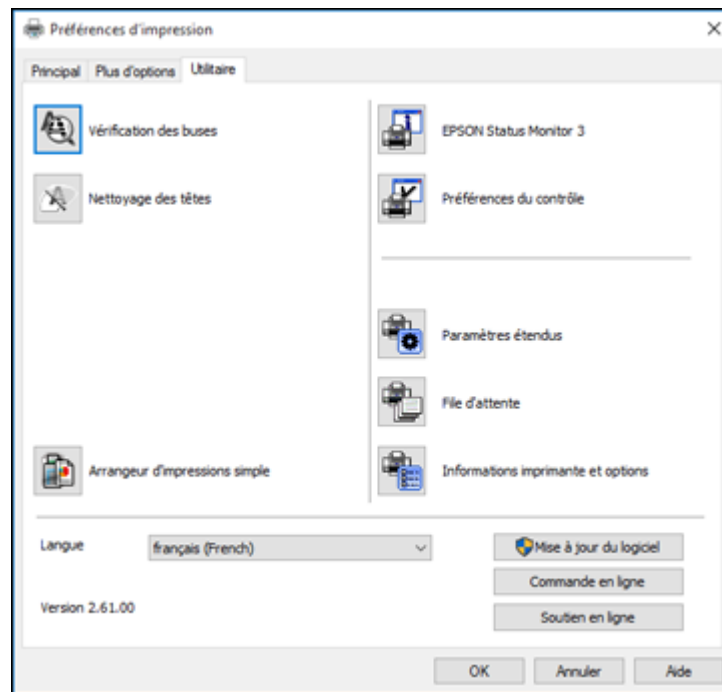 Préférences d'impression
Principal
Plus d'options
Utilitaire
Vérification des buses
EPSON Status Monitor 3
Nettoyage des têtes
Préférences du contrôle
Paramètres étendus
File d'attente
Arrangeur d'impressions simple
Informations imprimante et options
Langue
français (French)
Mise à jour du logiciel
Commande en ligne
Version 2.61.00
Soutien en ligne
OK
Annuler
Aide